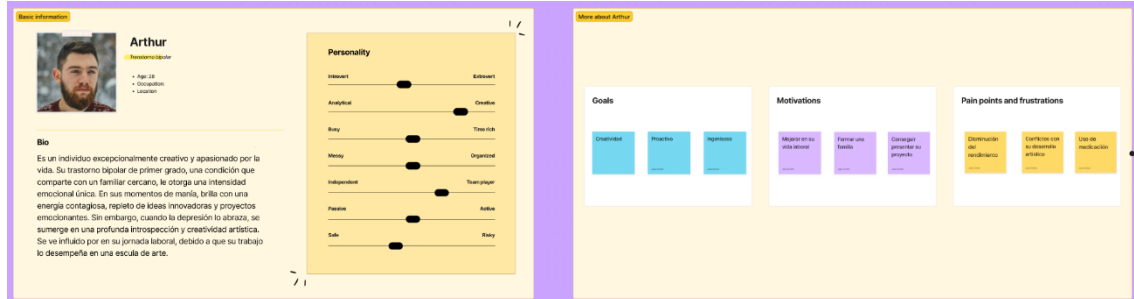 Basic information
Arthur
Transtorno bipolar
• Age: 28
• Occupation:
• Location
Bio
Es un individuo excepcionalmente creativo y apasionado por la
vida. Su trastorno bipolar de primer grado, una condición que
comparte con un familiar cercano, le otorga una intensidad
emocional única. En sus momentos de manía, brilla con una
energía contagiosa, repleto de ideas innovadoras y proyectos
emocionantes. Sin embargo, cuando la depresión lo abraza, se
sumerge en una profunda introspección y creatividad artística.
Se ve influido por en su jornada laboral, debido a que su trabajo
lo desempeña en una escula de arte.
Personality
Introvert Extrovert
Analytical Creative
Busy Time rich
Messy Organized
Independent Team player
Passive Active
Safe Risky
More about Arthur
Goals
Creatividad
Proactivo
Ingenioso
Motivations
Mejorar en su
vida laboral
Formar una
familia
Conseguir
presentar su
proyecto
Pain points and frustrations
Disminución
del
rendimiento
Conflictos con
su desarrollo
artístico
Uso de
medicación